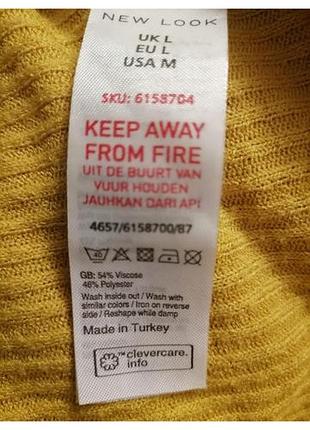 NEW LOOK
UK L
EU L
USA M
SKU: 6158704
KEEP AWAY
FROM FIRE
UIT DE BUURT VAN
VUUR HOUDEN
JAUHKAN DARI API
4657/6158700/87
40
GB: 54% Viscose
46% Polyester
Wash inside out / Wash with
similar colors / Iron on reverse
side / Reshape while damp
Made in Turkey
clevercare.
info